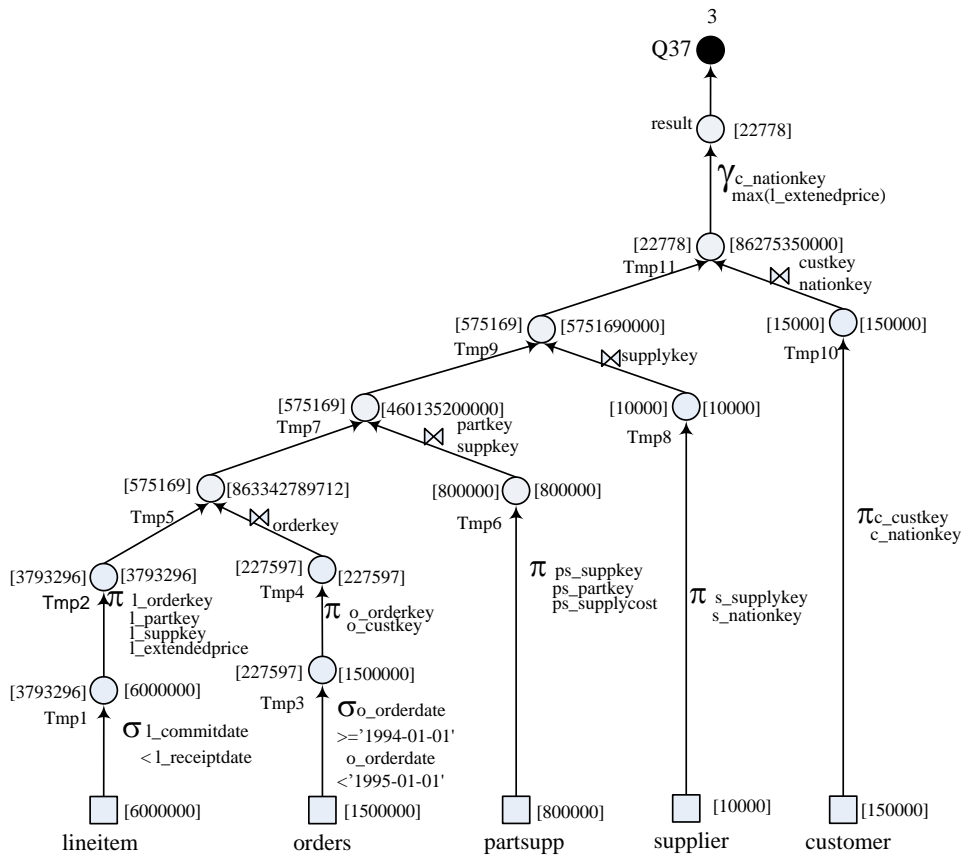 3
Q37
result
[22778]
γ c_nationkey
max(l_extenedprice)
[22778]
[86275350000]
Tmp11
custkey
nationkey
[575169]
[5751690000]
[15000]
[150000]
Tmp9
⋈ supplykey
Tmp10
[575169]
[460135200000]
[10000]
[10000]
Tmp7
partkey
suppkey
Tmp8
[575169]
[863342789712]
[800000]
[800000]
Tmp5
⋈ orderkey
Tmp6
π c_custkey
c_nationkey
[3793296]
[3793296]
[227597]
[227597]
Tmp2
π l_orderkey
l_partkey
l_suppkey
l_extendedprice
Tmp4
π o_orderkey
o_custkey
π ps_suppkey
ps_partkey
ps_supplycost
π s_supplykey
s_nationkey
[3793296]
[6000000]
[227597]
[1500000]
Tmp1
Tmp3
σ l_commitdate
< l_receiptdate
σ o_orderdate
>='1994-01-01'
o_orderdate
<'1995-01-01'
[6000000]
[1500000]
[800000]
[10000]
[150000]
lineitem
orders
partsupp
supplier
customer